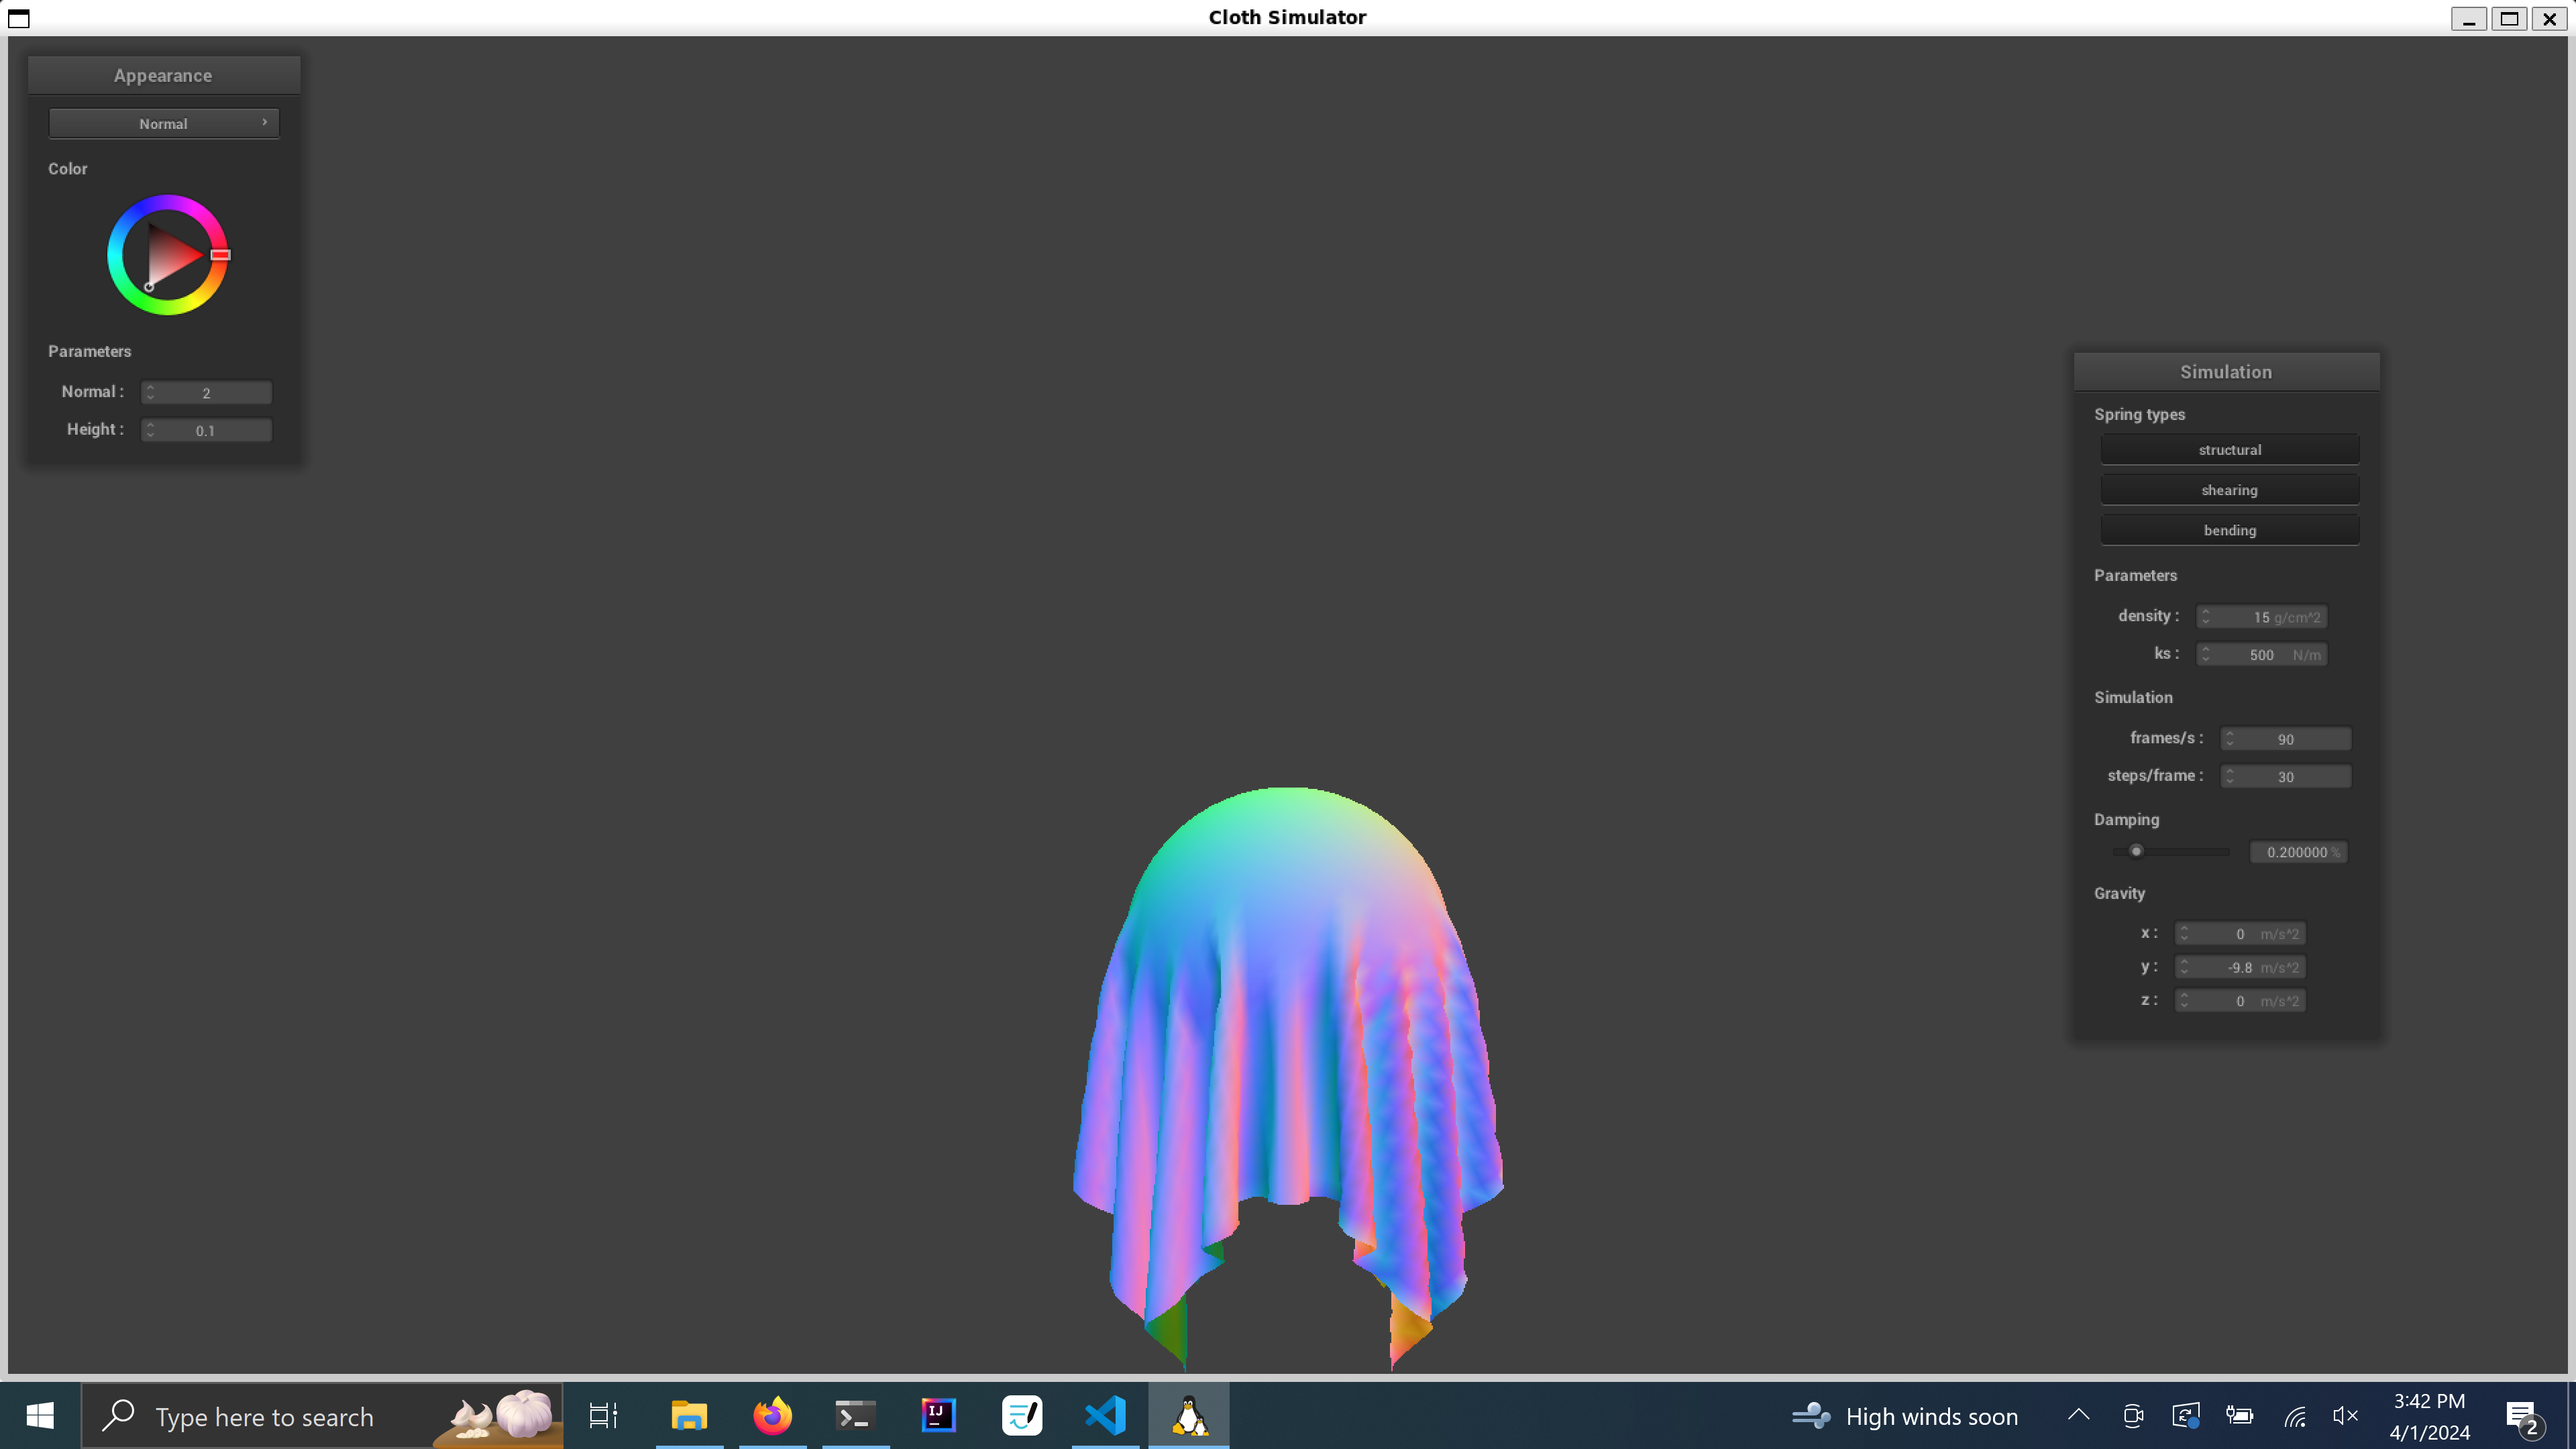 Cloth Simulator
Appearance
Normal
Color
Parameters
Normal : 2
Height : 0.1
Simulation
Spring types
structural
shearing
bending
Parameters
density : 15 g/cm^2
ks : 500 N/m
Simulation
frames/s : 90
steps/frame : 30
Damping
0.200000 %
Gravity
x : 0 m/s^2
y : -9.8 m/s^2
z : 0 m/s^2
Type here to search
IJ
High winds soon
3:42 PM
4/1/2024
2